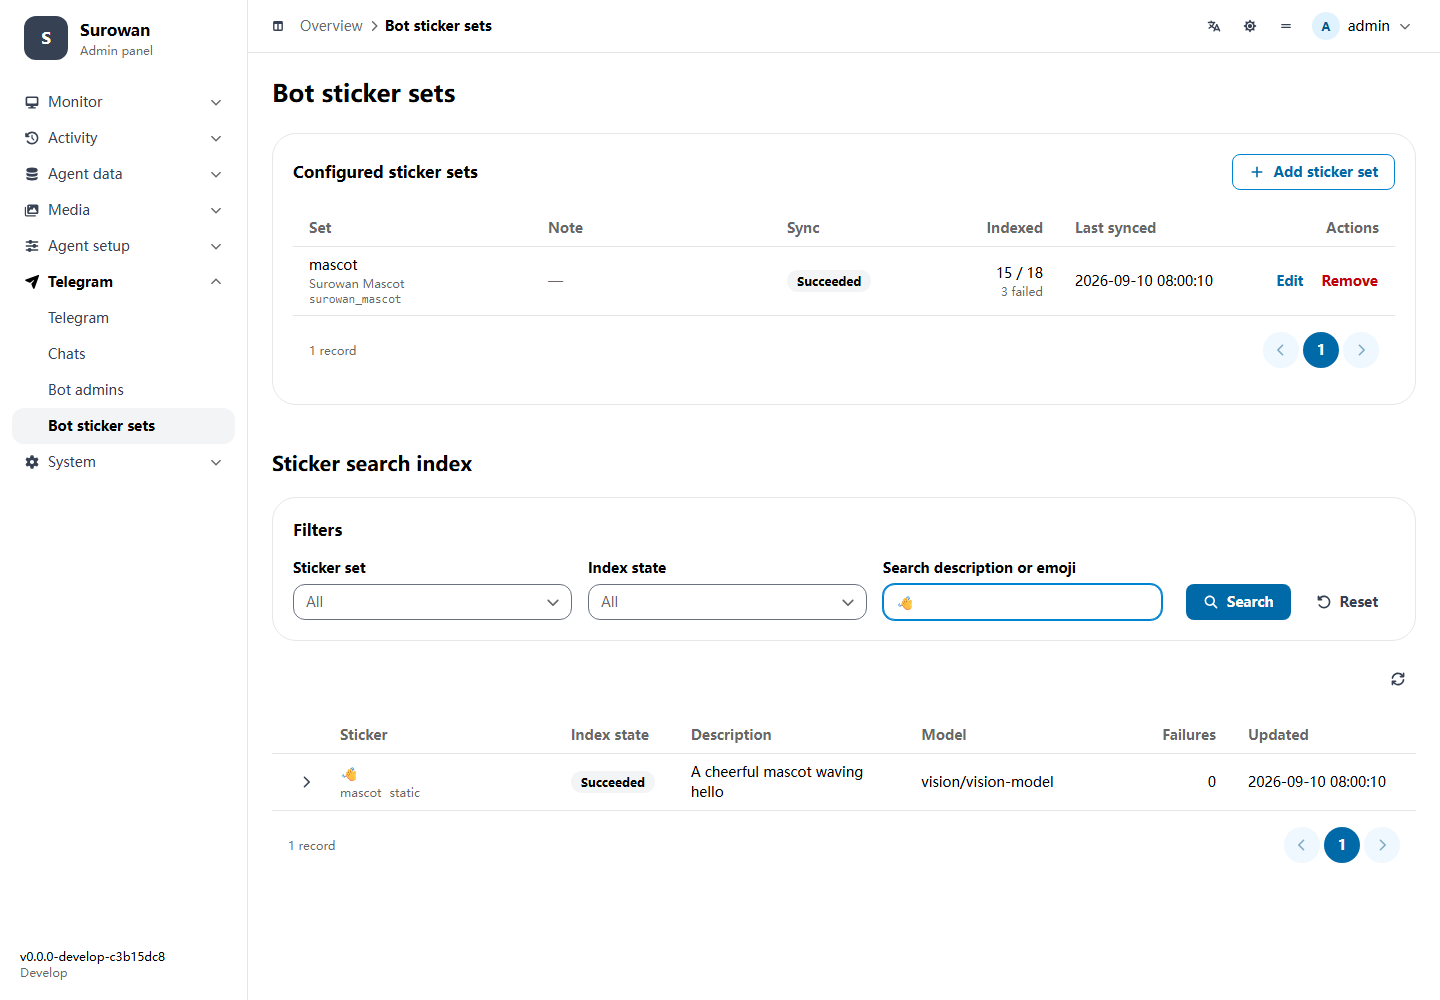 S
Surowan
Admin panel
Monitor
Activity
Agent data
Media
Agent setup
Telegram
Telegram
Chats
Bot admins
Bot sticker sets
System
v0.0.0-develop-c3b15dc8
Develop
Overview > Bot sticker sets
A admin
Bot sticker sets
Configured sticker sets
+ Add sticker set
Set Note Sync Indexed Last synced Actions
mascot
Surowan Mascot
surowan_mascot
— Succeeded 15 / 18
3 failed
2026-09-10 08:00:10 Edit Remove
1 record
1
Sticker search index
Filters
Sticker set Index state Search description or emoji
All All 👋 Search Reset
Sticker Index state Description Model Failures Updated
👋
mascot static
Succeeded
A cheerful mascot waving
hello
vision/vision-model 0 2026-09-10 08:00:10
1 record
1